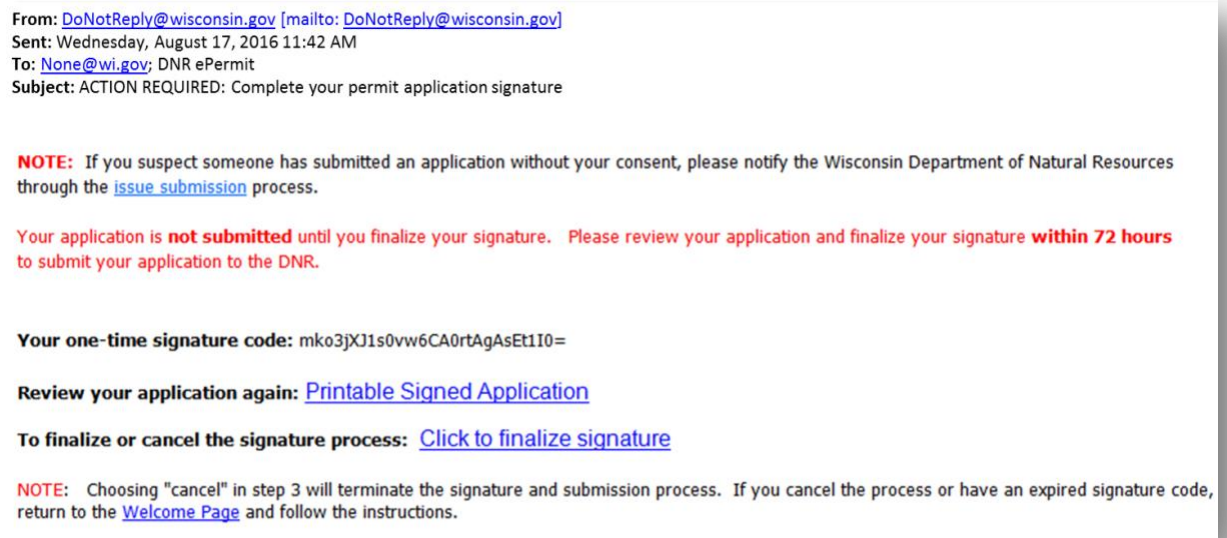 From: DoNotReply@wisconsin.gov [mailto: DoNotReply@wisconsin.gov]
Sent: Wednesday, August 17, 2016 11:42 AM
To: None@wi.gov; DNR ePermit
Subject: ACTION REQUIRED: Complete your permit application signature
NOTE: If you suspect someone has submitted an application without your consent, please notify the Wisconsin Department of Natural Resources
through the issue submission process.
Your application is not submitted until you finalize your signature. Please review your application and finalize your signature within 72 hours
to submit your application to the DNR.
Your one-time signature code: mko3jXJ1s0vw6CA0rtAgAsEt1I0=
Review your application again: Printable Signed Application
To finalize or cancel the signature process: Click to finalize signature
NOTE: Choosing "cancel" in step 3 will terminate the signature and submission process. If you cancel the process or have an expired signature code,
return to the Welcome Page and follow the instructions.